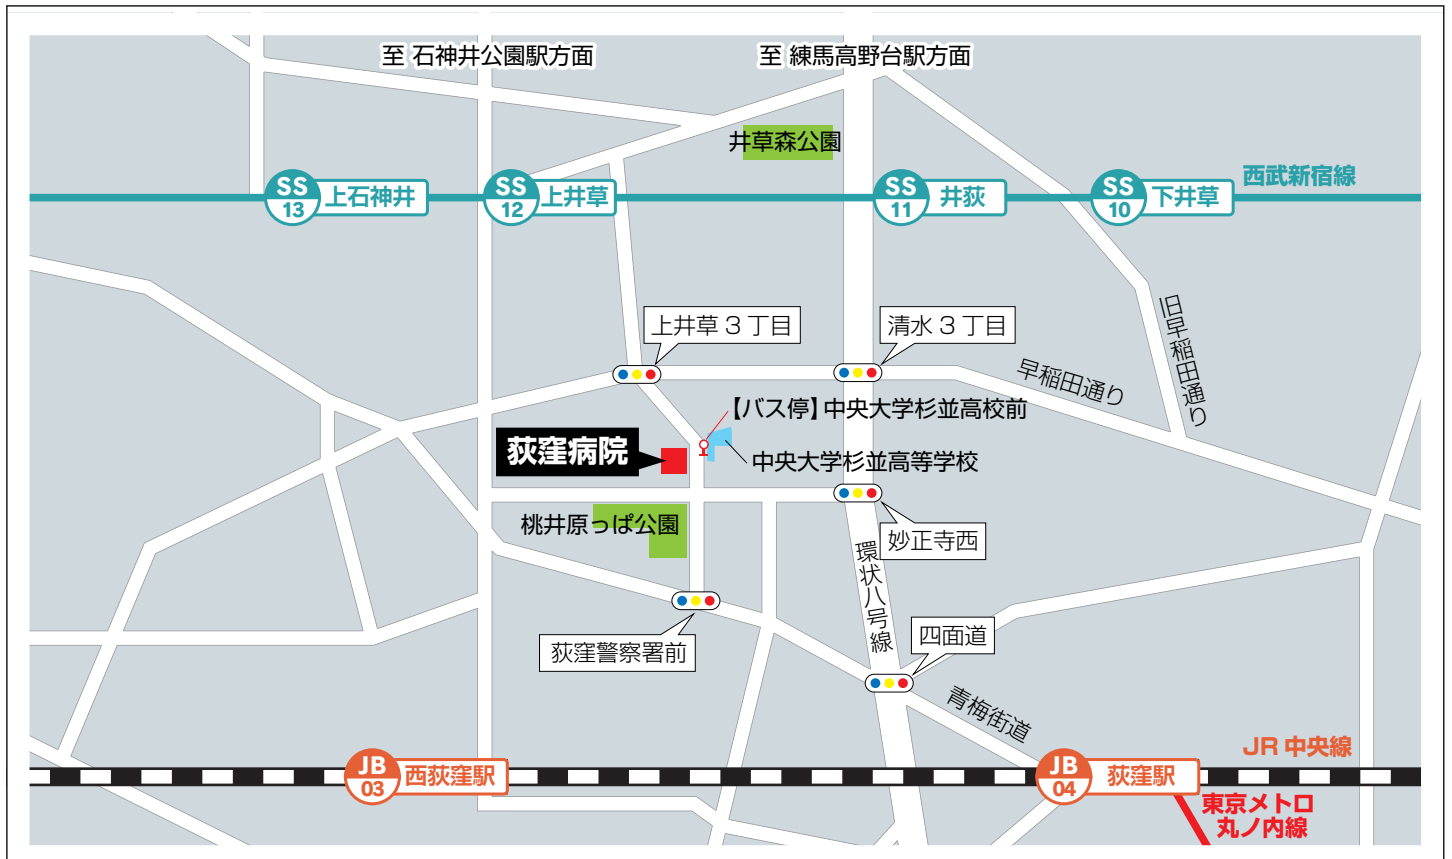 至 石神井公園駅方面
至 練馬高野台駅方面
井草森公園
西武新宿線
SS
13
上石神井
SS
12
上井草
SS
11
井荻
SS
10
下井草
上井草3丁目
清水3丁目
旧早稲田通り
早稲田通り
【バス停】中央大学杉並高校前
荻窪病院
中央大学杉並高等学校
桃井原っぱ公園
妙正寺西
環状八号線
荻窪警察署前
四面道
青梅街道
JR中央線
JB
03
西荻窪駅
JB
04
荻窪駅
東京メトロ
丸ノ内線